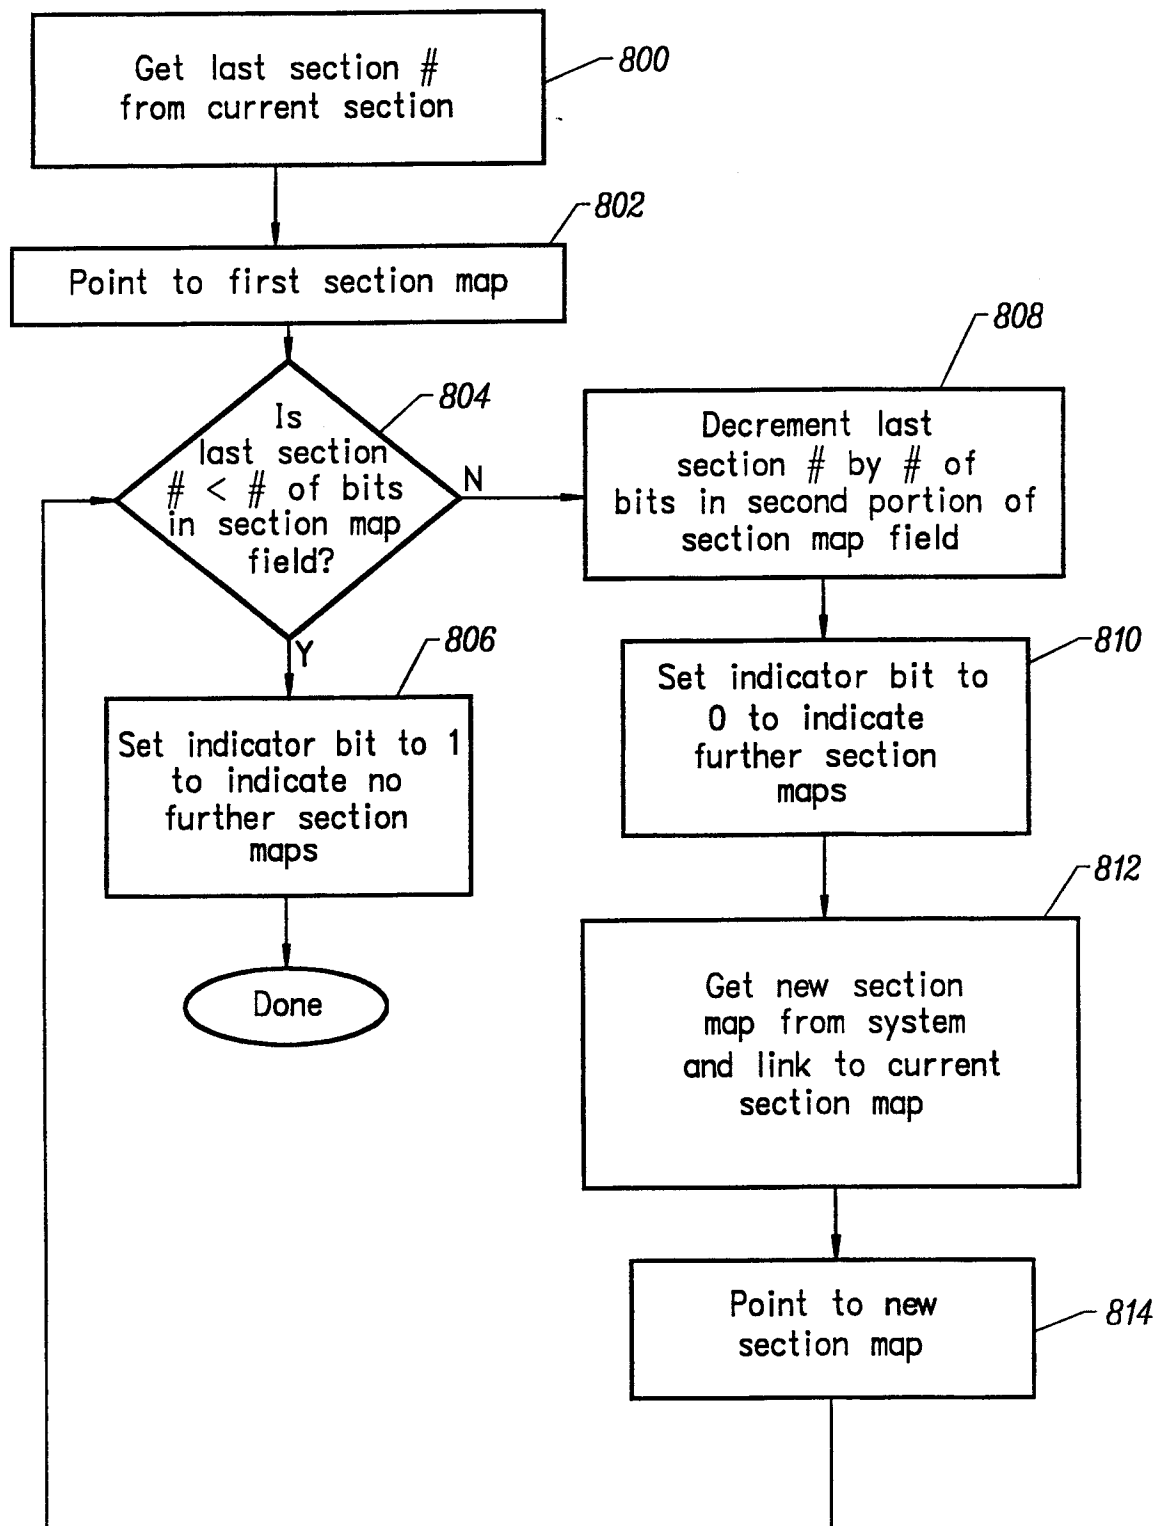 Get last section #
from current section
800
802
Point to first section map
804
Is
last section
# < # of bits
in section map
field?
N
Y
806
Set indicator bit to 1
to indicate no
further section
maps
Done
808
Decrement last
section # by # of
bits in second portion of
section map field
810
Set indicator bit to
0 to indicate
further section
maps
812
Get new section
map from system
and link to current
section map
Point to new
section map
814